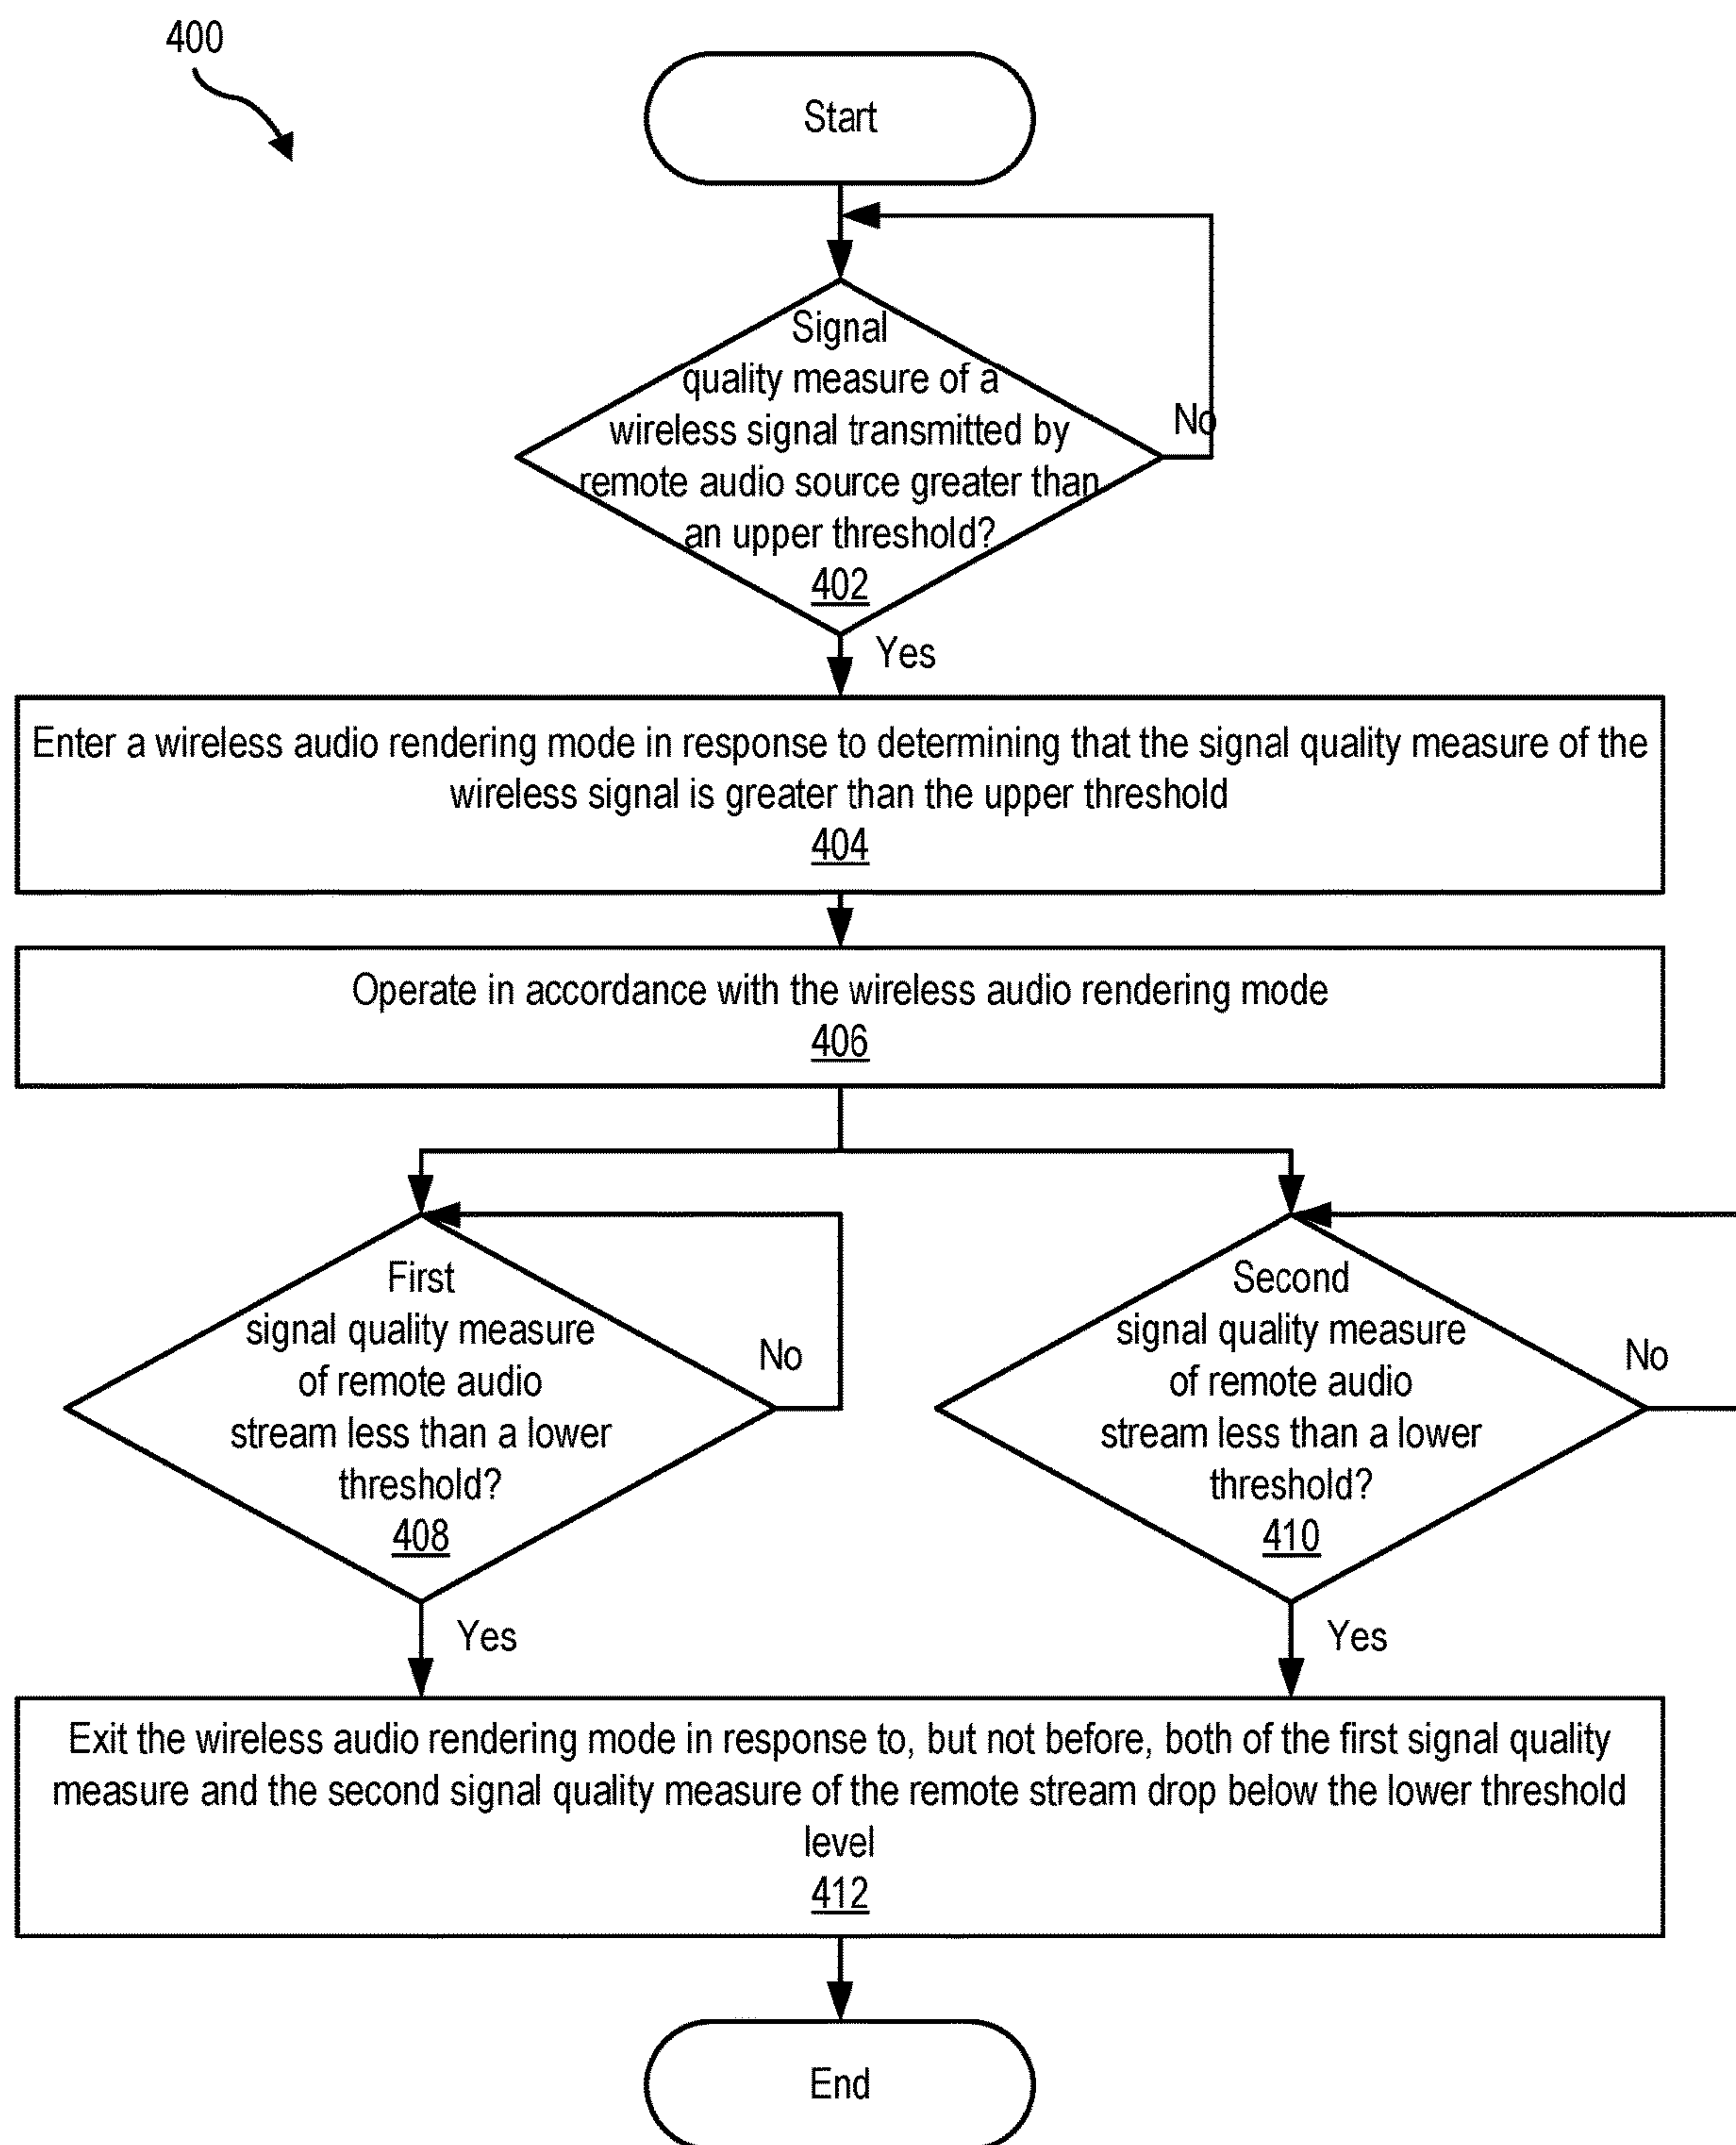 400
Start
Signal
quality measure of a
wireless signal transmitted by
remote audio source greater than
an upper threshold?
402
No
Yes
Enter a wireless audio rendering mode in response to determining that the signal quality measure of the
wireless signal is greater than the upper threshold
404
Operate in accordance with the wireless audio rendering mode
406
First
signal quality measure
of remote audio
stream less than a lower
threshold?
408
No
Yes
Second
signal quality measure
of remote audio
stream less than a lower
threshold?
410
No
Yes
Exit the wireless audio rendering mode in response to, but not before, both of the first signal quality
measure and the second signal quality measure of the remote stream drop below the lower threshold
level
412
End